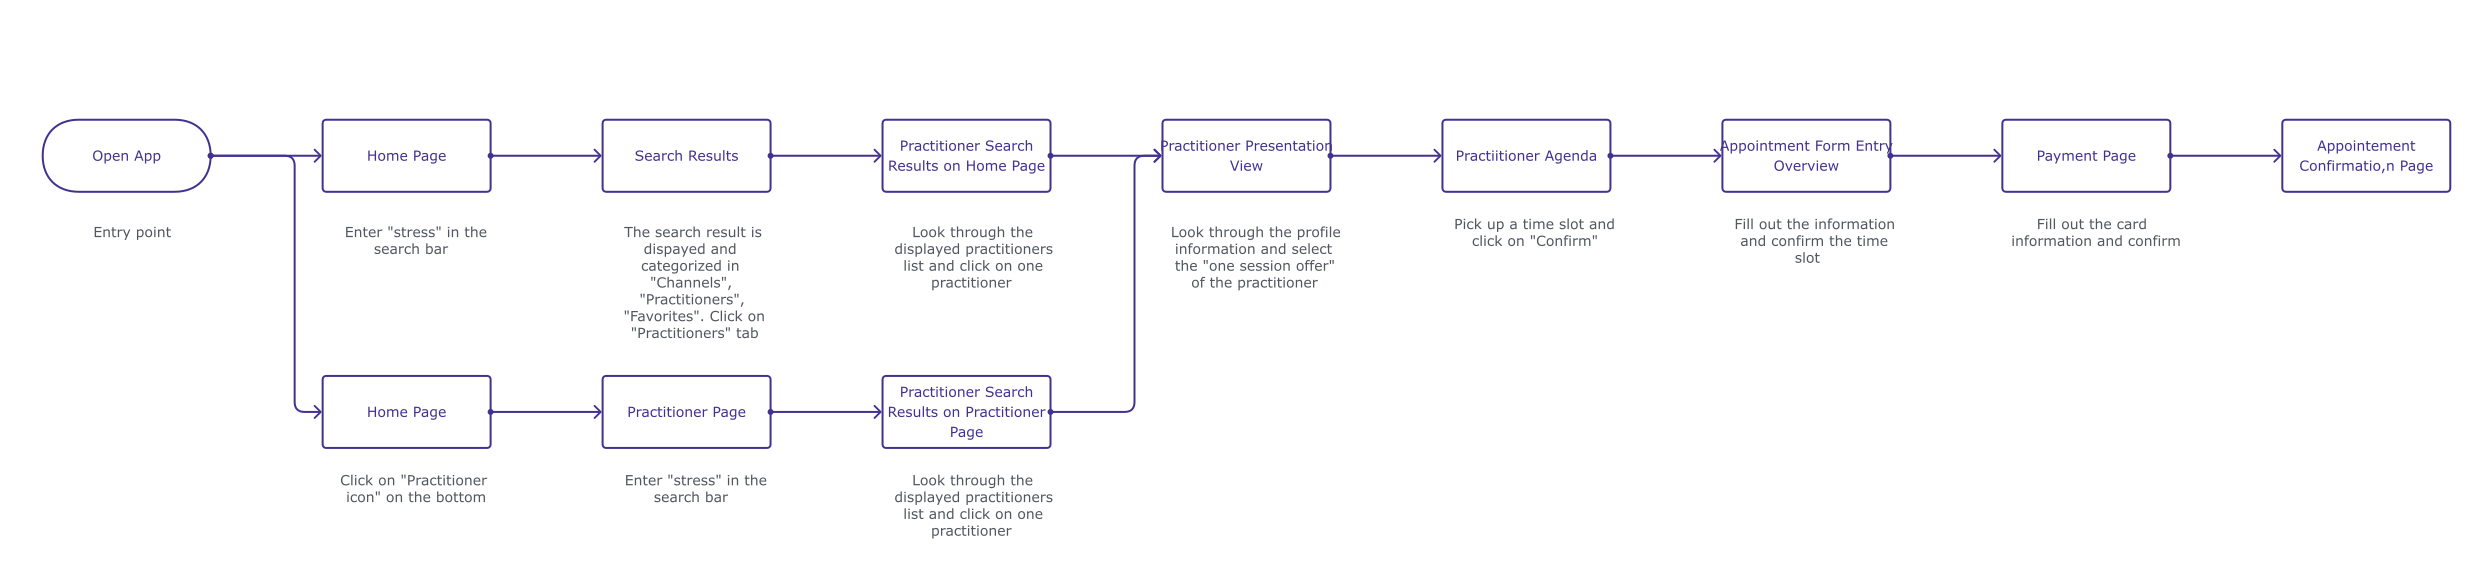 Open App
Entry point
Home Page
Enter "stress" in the
search bar
Search Results
The search result is
dispayed and
categorized in
"Channels",
"Practitioners",
"Favorites". Click on
"Practitioners" tab
Practitioner Search
Results on Home Page
Look through the
displayed practitioners
list and click on one
practitioner
Practitioner Presentation
View
Look through the profile
information and select
the "one session offer"
of the practitioner
Practiitioner Agenda
Pick up a time slot and
click on "Confirm"
Appointment Form Entry
Overview
Fill out the information
and confirm the time
slot
Payment Page
Fill out the card
information and confirm
Appointement
Confirmatio,n Page
Home Page
Click on "Practitioner
icon" on the bottom
Practitioner Page
Enter "stress" in the
search bar
Practitioner Search
Results on Practitioner
Page
Look through the
displayed practitioners
list and click on one
practitioner